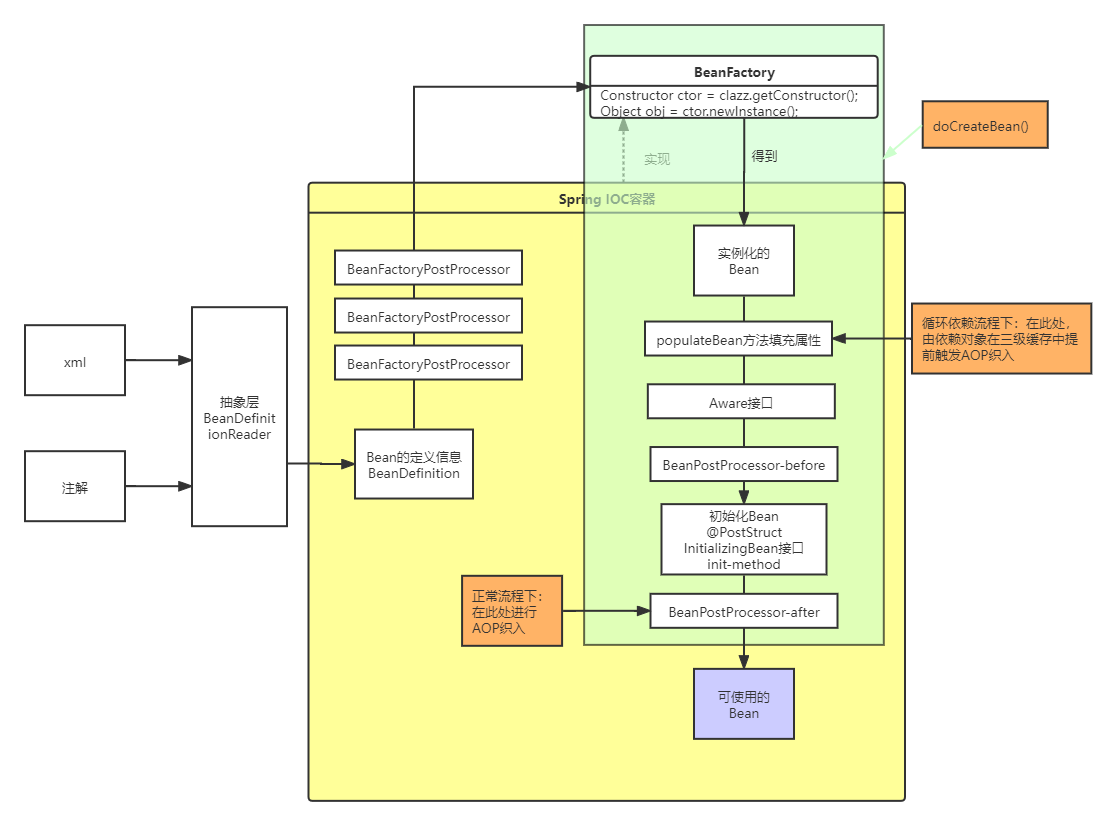 BeanFactory
Constructor ctor = clazz.getConstructor();
Object obj = ctor.newInstance();
doCreateBean()
实现
得到
Spring IOC容器
实例化的
Bean
BeanFactoryPostProcessor
BeanFactoryPostProcessor
BeanFactoryPostProcessor
populateBean方法填充属性
循环依赖流程下：在此处，
由依赖对象在三级缓存中提
前触发AOP织入
xml
抽象层
BeanDefinit
ionReader
Aware接口
Bean的定义信息
BeanDefinition
BeanPostProcessor-before
注解
初始化Bean
@PostStruct
InitializingBean接口
init-method
正常流程下：
在此处进行
AOP织入
BeanPostProcessor-after
可使用的
Bean